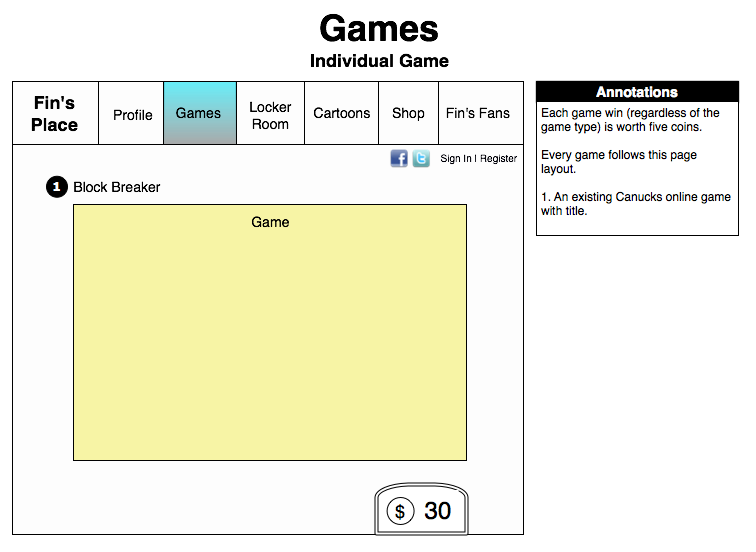 Games
Individual Game
Fin's
Place
Profile
Games
Locker
Room
Cartoons
Shop
Fin's Fans
f t Sign In | Register
1 Block Breaker
Game
$ 30
Annotations
Each game win (regardless of the
game type) is worth five coins.
Every game follows this page
layout.
1. An existing Canucks online game
with title.